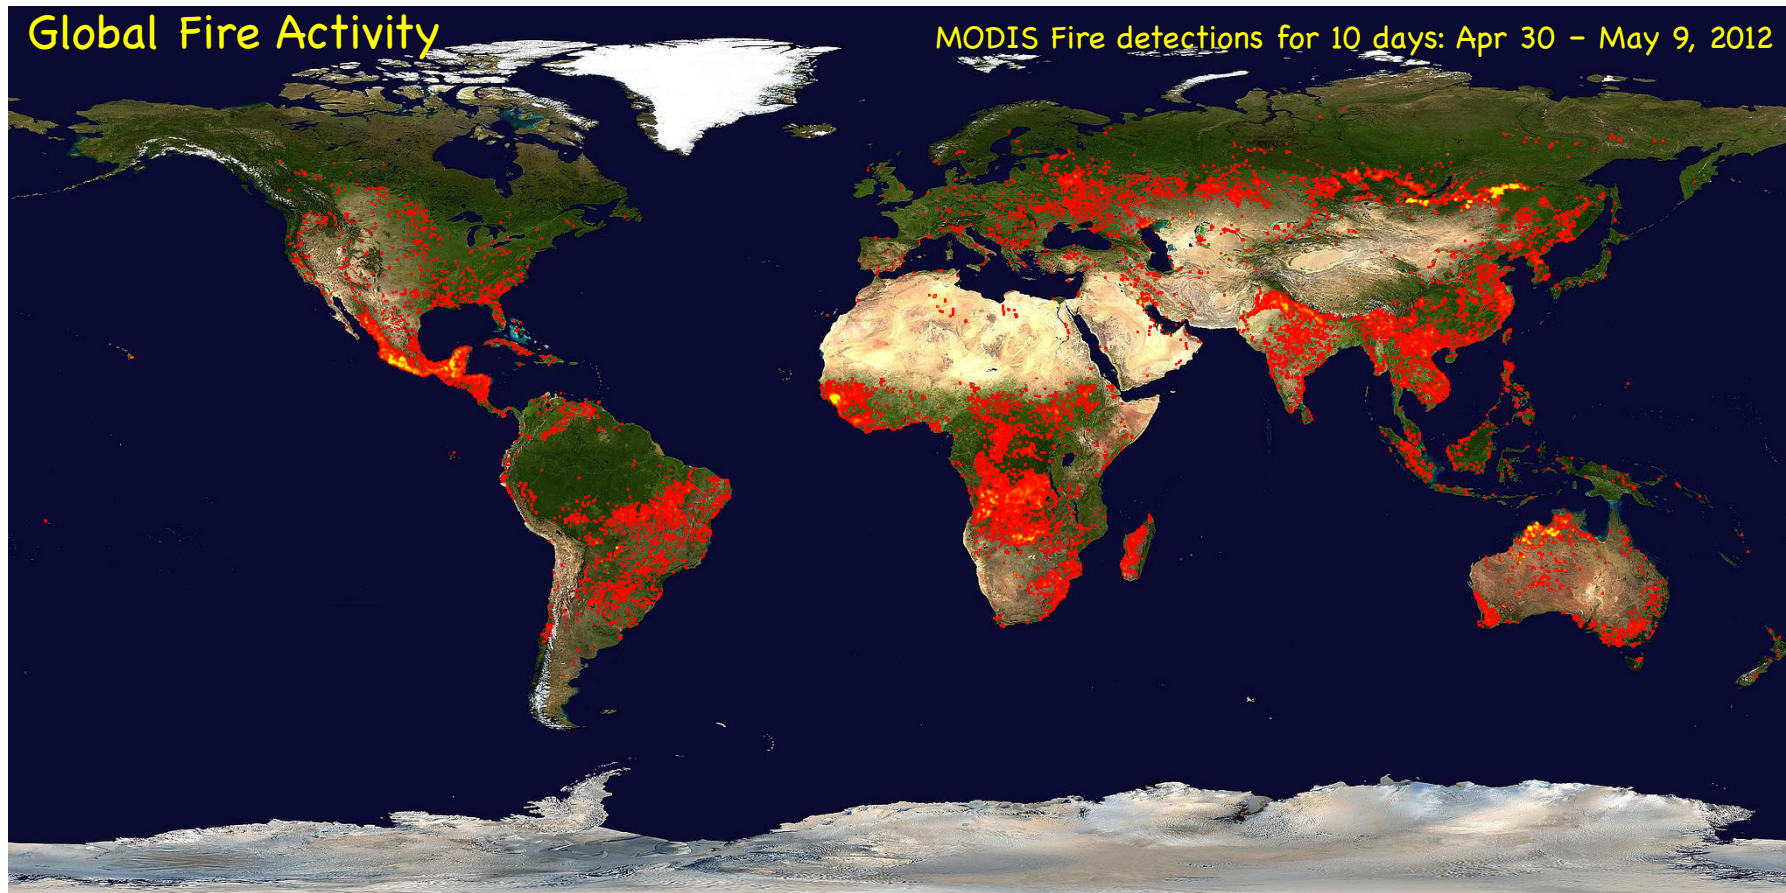 Global Fire Activity
MODIS Fire detections for 10 days: Apr 30 - May 9, 2012